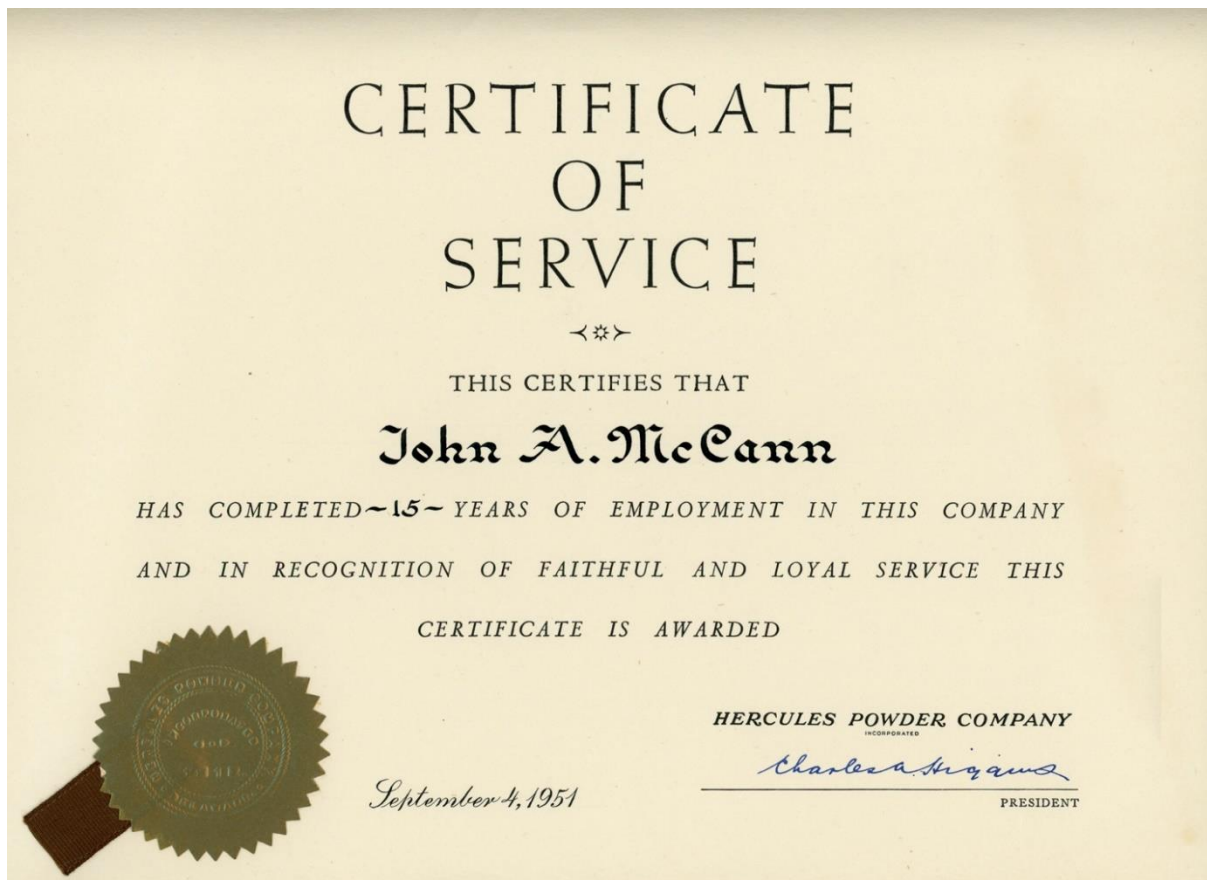 CERTIFICATE
OF
SERVICE
THIS CERTIFIES THAT
John A. McCann
HAS COMPLETED ~15~ YEARS OF EMPLOYMENT IN THIS COMPANY
AND IN RECOGNITION OF FAITHFUL AND LOYAL SERVICE THIS
CERTIFICATE IS AWARDED
HERCULES POWDER COMPANY
INCORPORATED
Charles A. Higgins
September 4, 1951
PRESIDENT